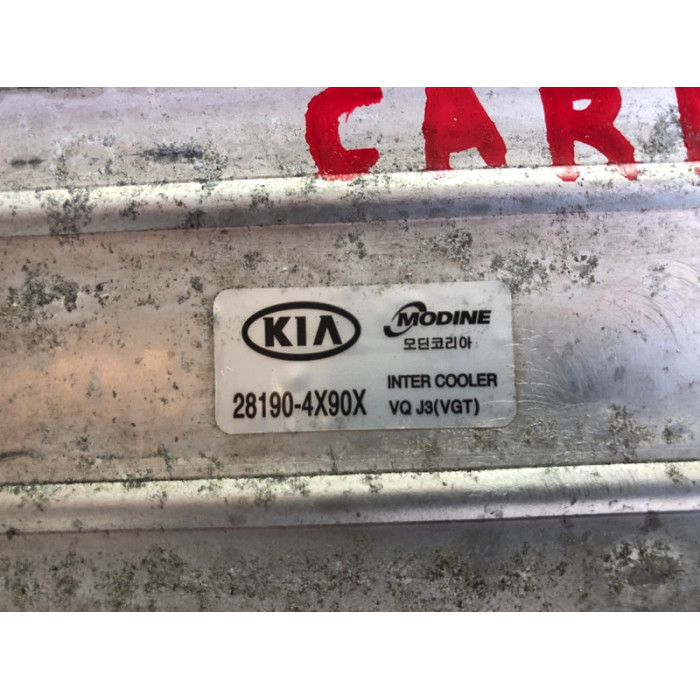 CAR
KIA MODINE
모딘코리아
28190-4X90X INTER COOLER
VQ J3(VGT)